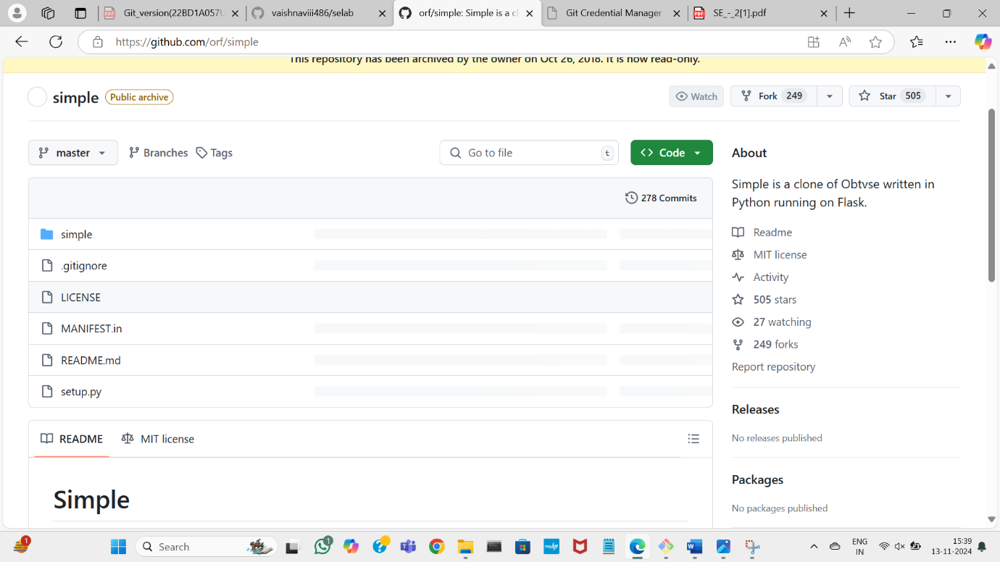 Git_version(22BD1A057U
vaishnaviii486/selab
orf/simple: Simple is a cl
Git Credential Manager
SE_-_2[1].pdf
https://github.com/orf/simple
This repository has been archived by the owner on Oct 26, 2018. It is now read-only.
simple Public archive
Watch
Fork 249
Star 505
master
Branches
Tags
Go to file
t
Code
About
Simple is a clone of Obtvse written in
Python running on Flask.
278 Commits
simple
.gitignore
LICENSE
MANIFEST.in
README.md
setup.py
Readme
MIT license
Activity
505 stars
27 watching
249 forks
Report repository
Releases
No releases published
Packages
No packages published
README
MIT license
Simple
1
Search
1
ENG
IN
15:39
13-11-2024